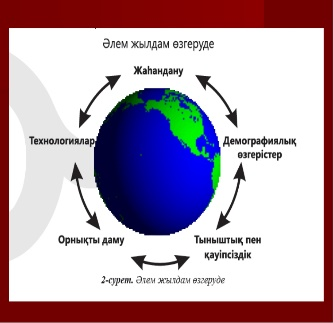 Әлем жылдам өзгеруде
Жаһандану
Технологиялар
Демографиялық
өзгерістер
Орнықты даму
Тыныштық пен
қауіпсіздік
2-сурет. Әлем жылдам өзгеруде